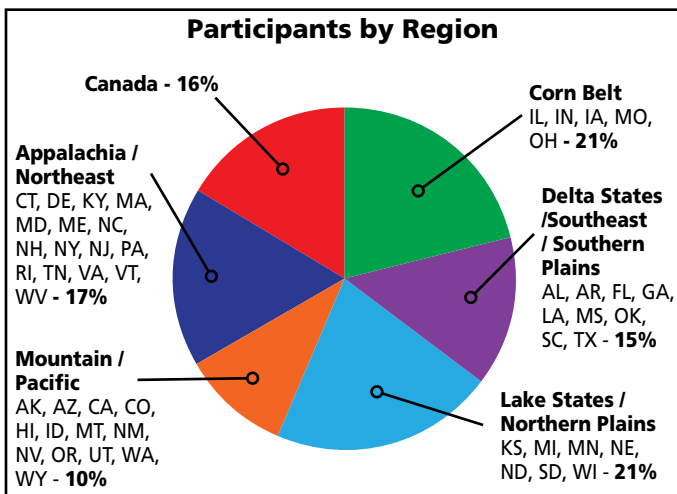 Participants by Region
Canada - 16%
Corn Belt
IL, IN, IA, MO,
OH - 21%
Appalachia /
Northeast
CT, DE, KY, MA,
MD, ME, NC,
NH, NY, NJ, PA,
RI, TN, VA, VT,
WV - 17%
Delta States
/Southeast
/ Southern
Plains
AL, AR, FL, GA,
LA, MS, OK,
SC, TX - 15%
Mountain /
Pacific
AK, AZ, CA, CO,
HI, ID, MT, NM,
NV, OR, UT, WA,
WY - 10%
Lake States /
Northern Plains
KS, MI, MN, NE,
ND, SD, WI - 21%